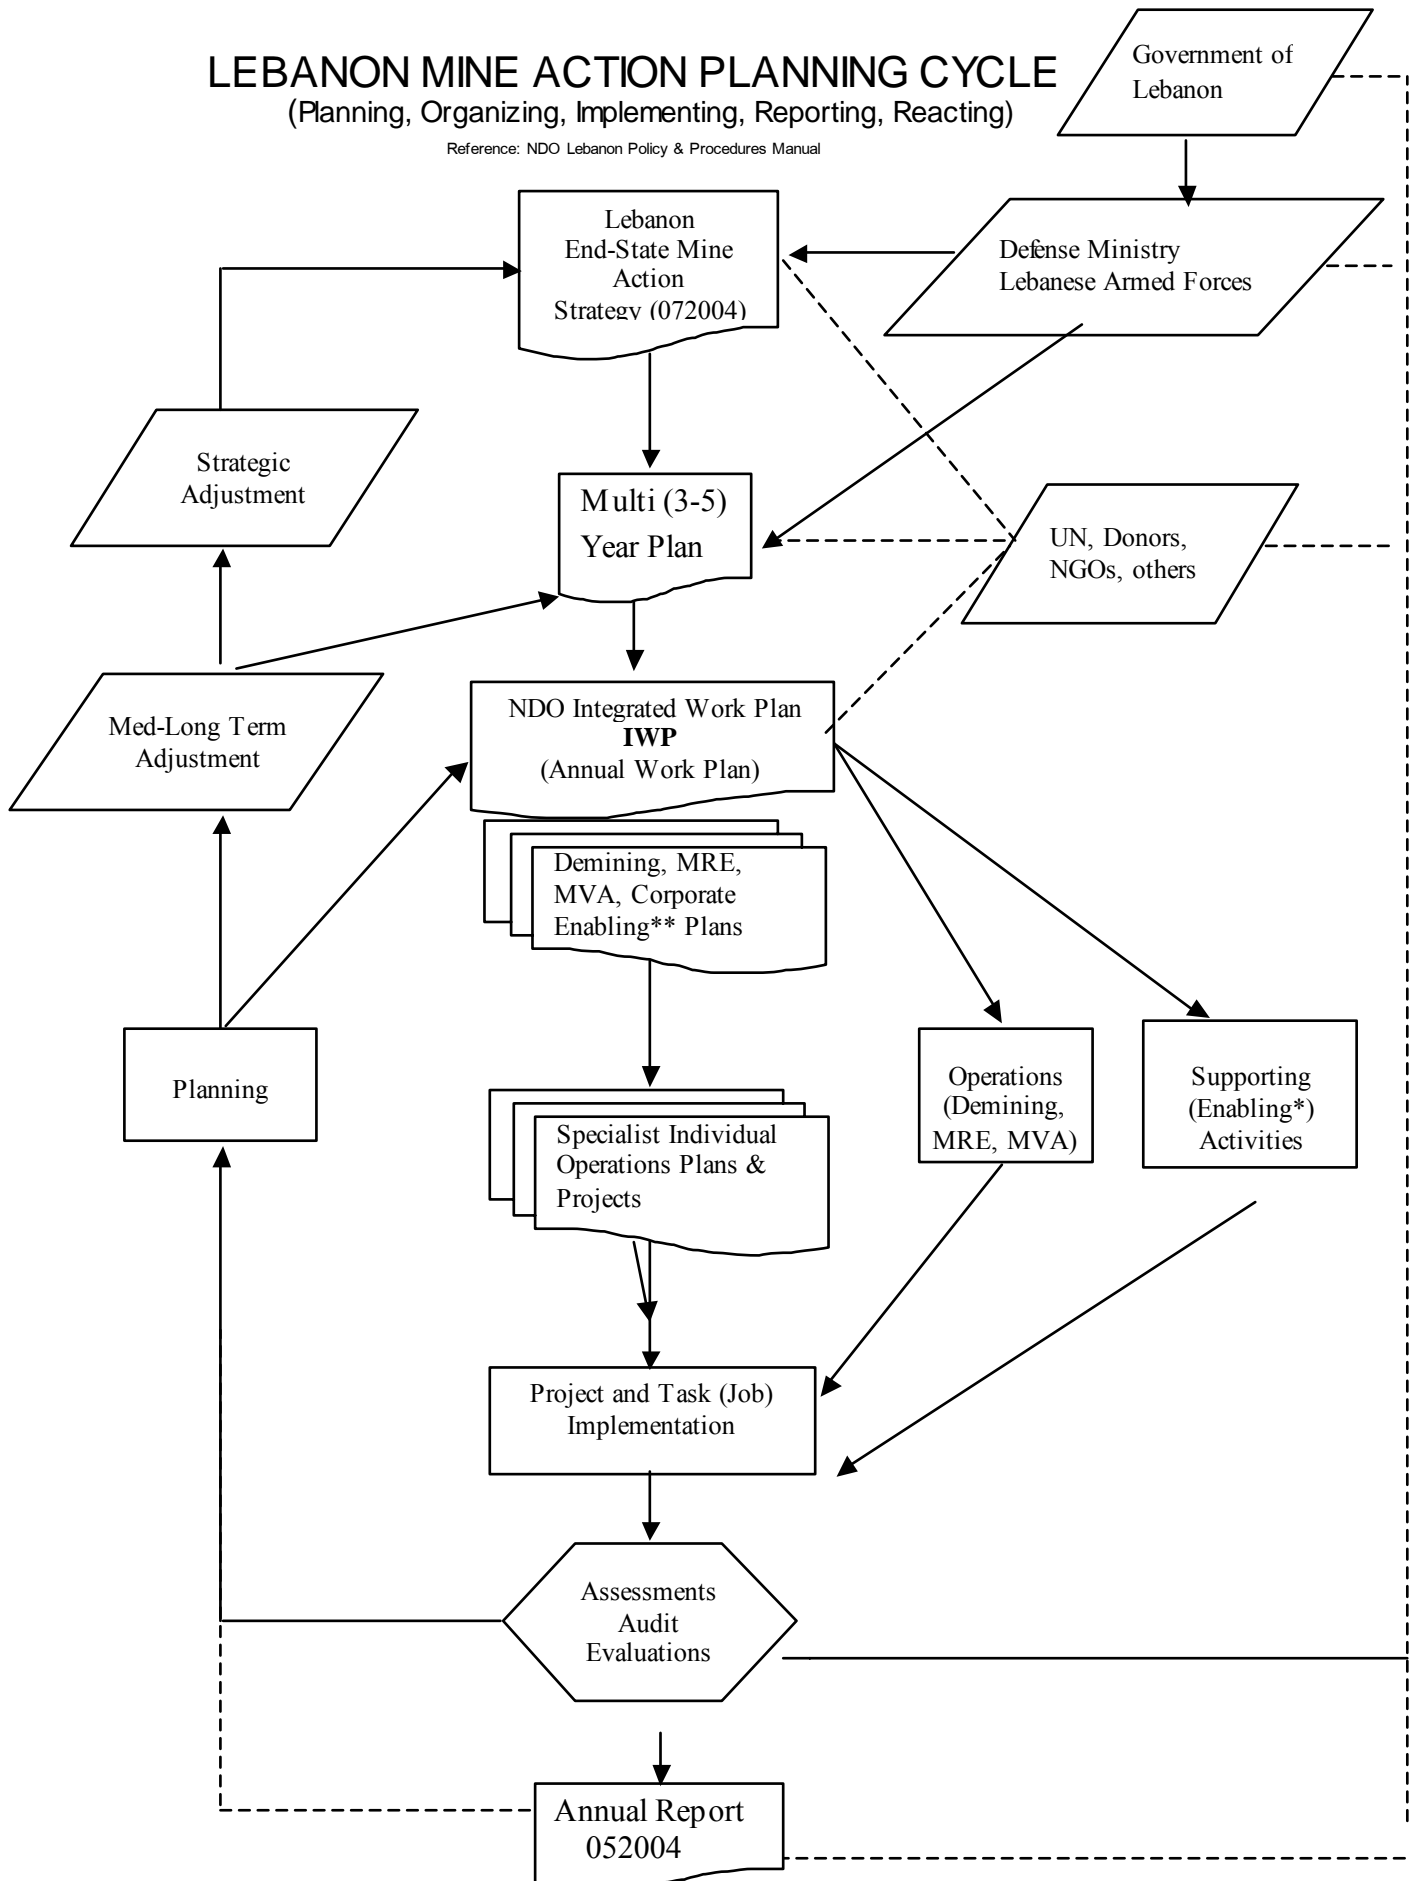 LEBANON MINE ACTION PLANNING CYCLE
(Planning, Organizing, Implementing, Reporting, Reacting)
Reference: NDO Lebanon Policy & Procedures Manual
Government of
Lebanon
Lebanon
End-State Mine
Action
Strategy (072004)
Defense Ministry
Lebanese Armed Forces
Strategic
Adjustment
Multi (3-5)
Year Plan
UN, Donors,
NGOs, others
Med-Long Term
Adjustment
NDO Integrated Work Plan
IWP
(Annual Work Plan)
Demining, MRE,
MVA, Corporate
Enabling** Plans
Planning
Operations
(Demining,
MRE, MVA)
Supporting
(Enabling*)
Activities
Specialist Individual
Operations Plans &
Projects
Project and Task (Job)
Implementation
Assessments
Audit
Evaluations
Annual Report
052004